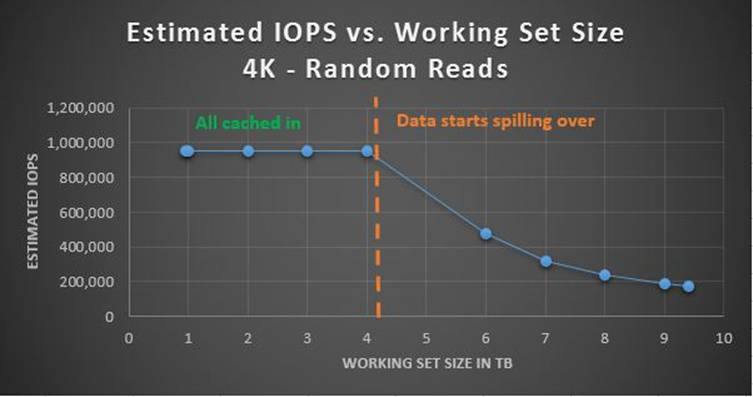 Estimated IOPS vs. Working Set Size
4K - Random Reads
All cached in
Data starts spilling over
ESTIMATED IOPS
1,200,000
1,000,000
800,000
600,000
400,000
200,000
0
0 1 2 3 4 5 6 7 8 9 10
WORKING SET SIZE IN TB